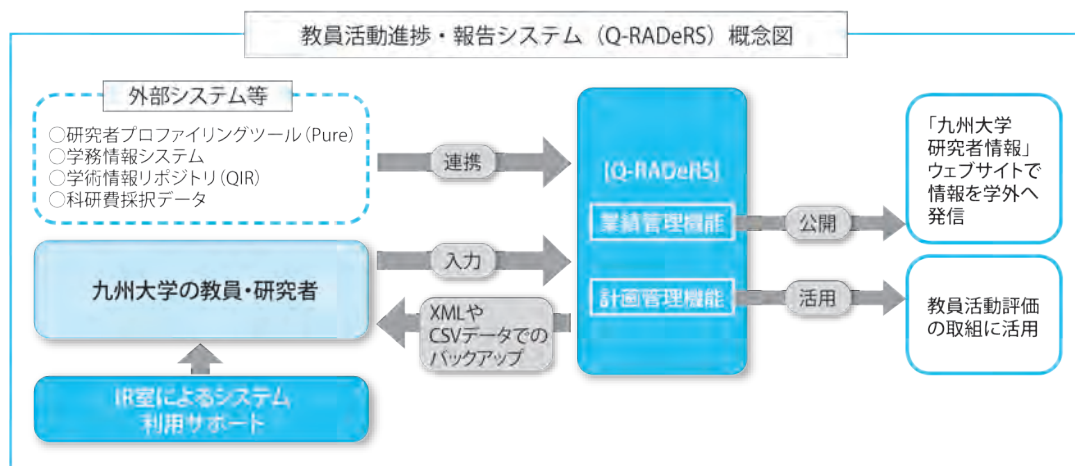 教員活動進捗・報告システム（Q-RADeRS）概念図
外部システム等
○研究者プロファイリングツール（Pure）
○学務情報システム
○学術情報リポジトリ（QIR）
○科研費採択データ
連携
九州大学の教員・研究者
入力
XMLや
CSVデータでの
バックアップ
IR室によるシステム
利用サポート
[Q-RADeRS]
業績管理機能
計画管理機能
公開
活用
「九州大学
研究者情報」
ウェブサイトで
情報を学外へ
発信
教員活動評価
の取組に活用